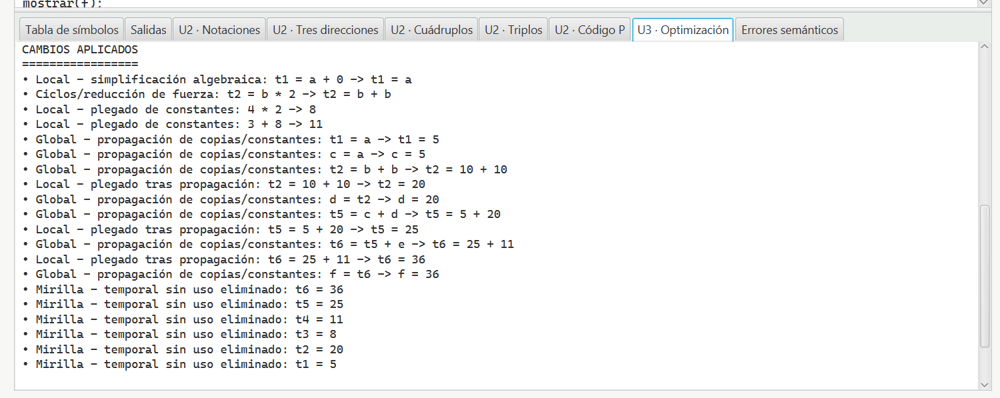 mostrar(f);
Tabla de símbolos Salidas U2 · Notaciones U2 · Tres direcciones U2 · Cuádruplos U2 · Triplos U2 · Código P U3 · Optimización Errores semánticos
CAMBIOS APLICADOS
=================
• Local – simplificación algebraica: t1 = a + 0 -> t1 = a
• Ciclos/reducción de fuerza: t2 = b * 2 -> t2 = b + b
• Local – plegado de constantes: 4 * 2 -> 8
• Local – plegado de constantes: 3 + 8 -> 11
• Global – propagación de copias/constantes: t1 = a -> t1 = 5
• Global – propagación de copias/constantes: c = a -> c = 5
• Global – propagación de copias/constantes: t2 = b + b -> t2 = 10 + 10
• Local – plegado tras propagación: t2 = 10 + 10 -> t2 = 20
• Global – propagación de copias/constantes: d = t2 -> d = 20
• Global – propagación de copias/constantes: t5 = c + d -> t5 = 5 + 20
• Local – plegado tras propagación: t5 = 5 + 20 -> t5 = 25
• Global – propagación de copias/constantes: t6 = t5 + e -> t6 = 25 + 11
• Local – plegado tras propagación: t6 = 25 + 11 -> t6 = 36
• Global – propagación de copias/constantes: f = t6 -> f = 36
• Mirilla – temporal sin uso eliminado: t6 = 36
• Mirilla – temporal sin uso eliminado: t5 = 25
• Mirilla – temporal sin uso eliminado: t4 = 11
• Mirilla – temporal sin uso eliminado: t3 = 8
• Mirilla – temporal sin uso eliminado: t2 = 20
• Mirilla – temporal sin uso eliminado: t1 = 5